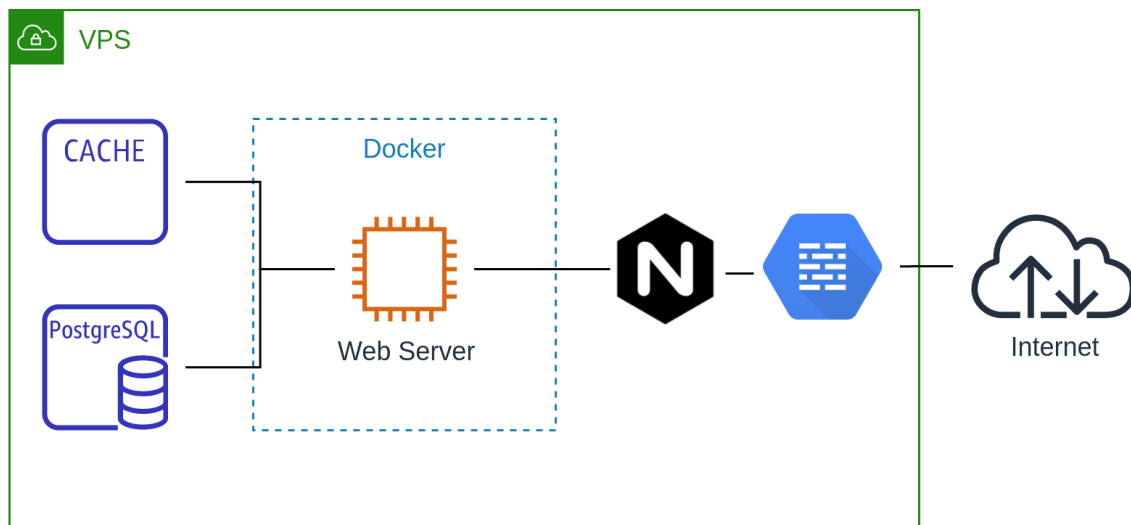 VPS
CACHE
Docker
PostgreSQL
Web Server
N
Internet